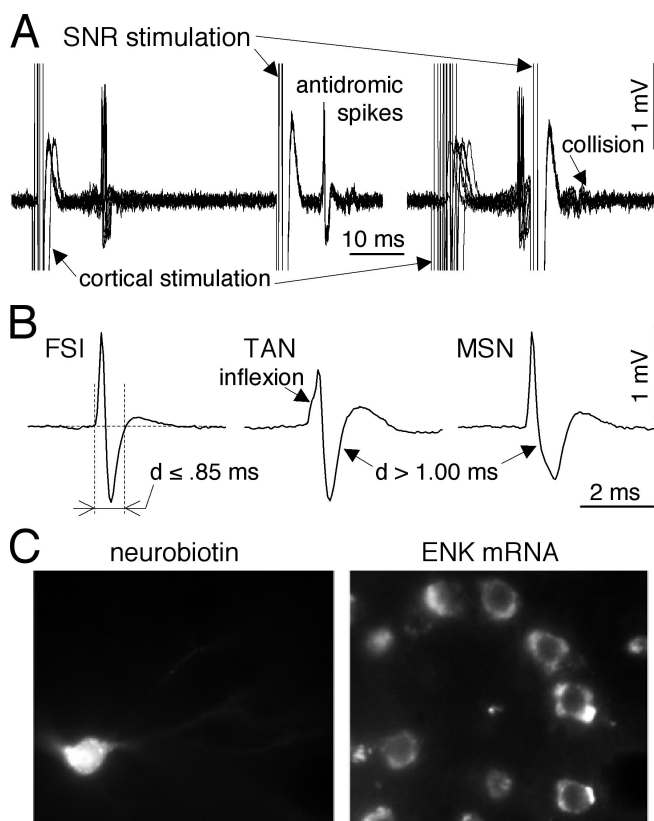 A
SNR stimulation
antidromic
spikes
1 mV
collision
10 ms
cortical stimulation
B
FSI
TAN
MSN
inflexion
1 mV
d ≤ .85 ms
d > 1.00 ms
2 ms
C
neurobiotin
ENK mRNA